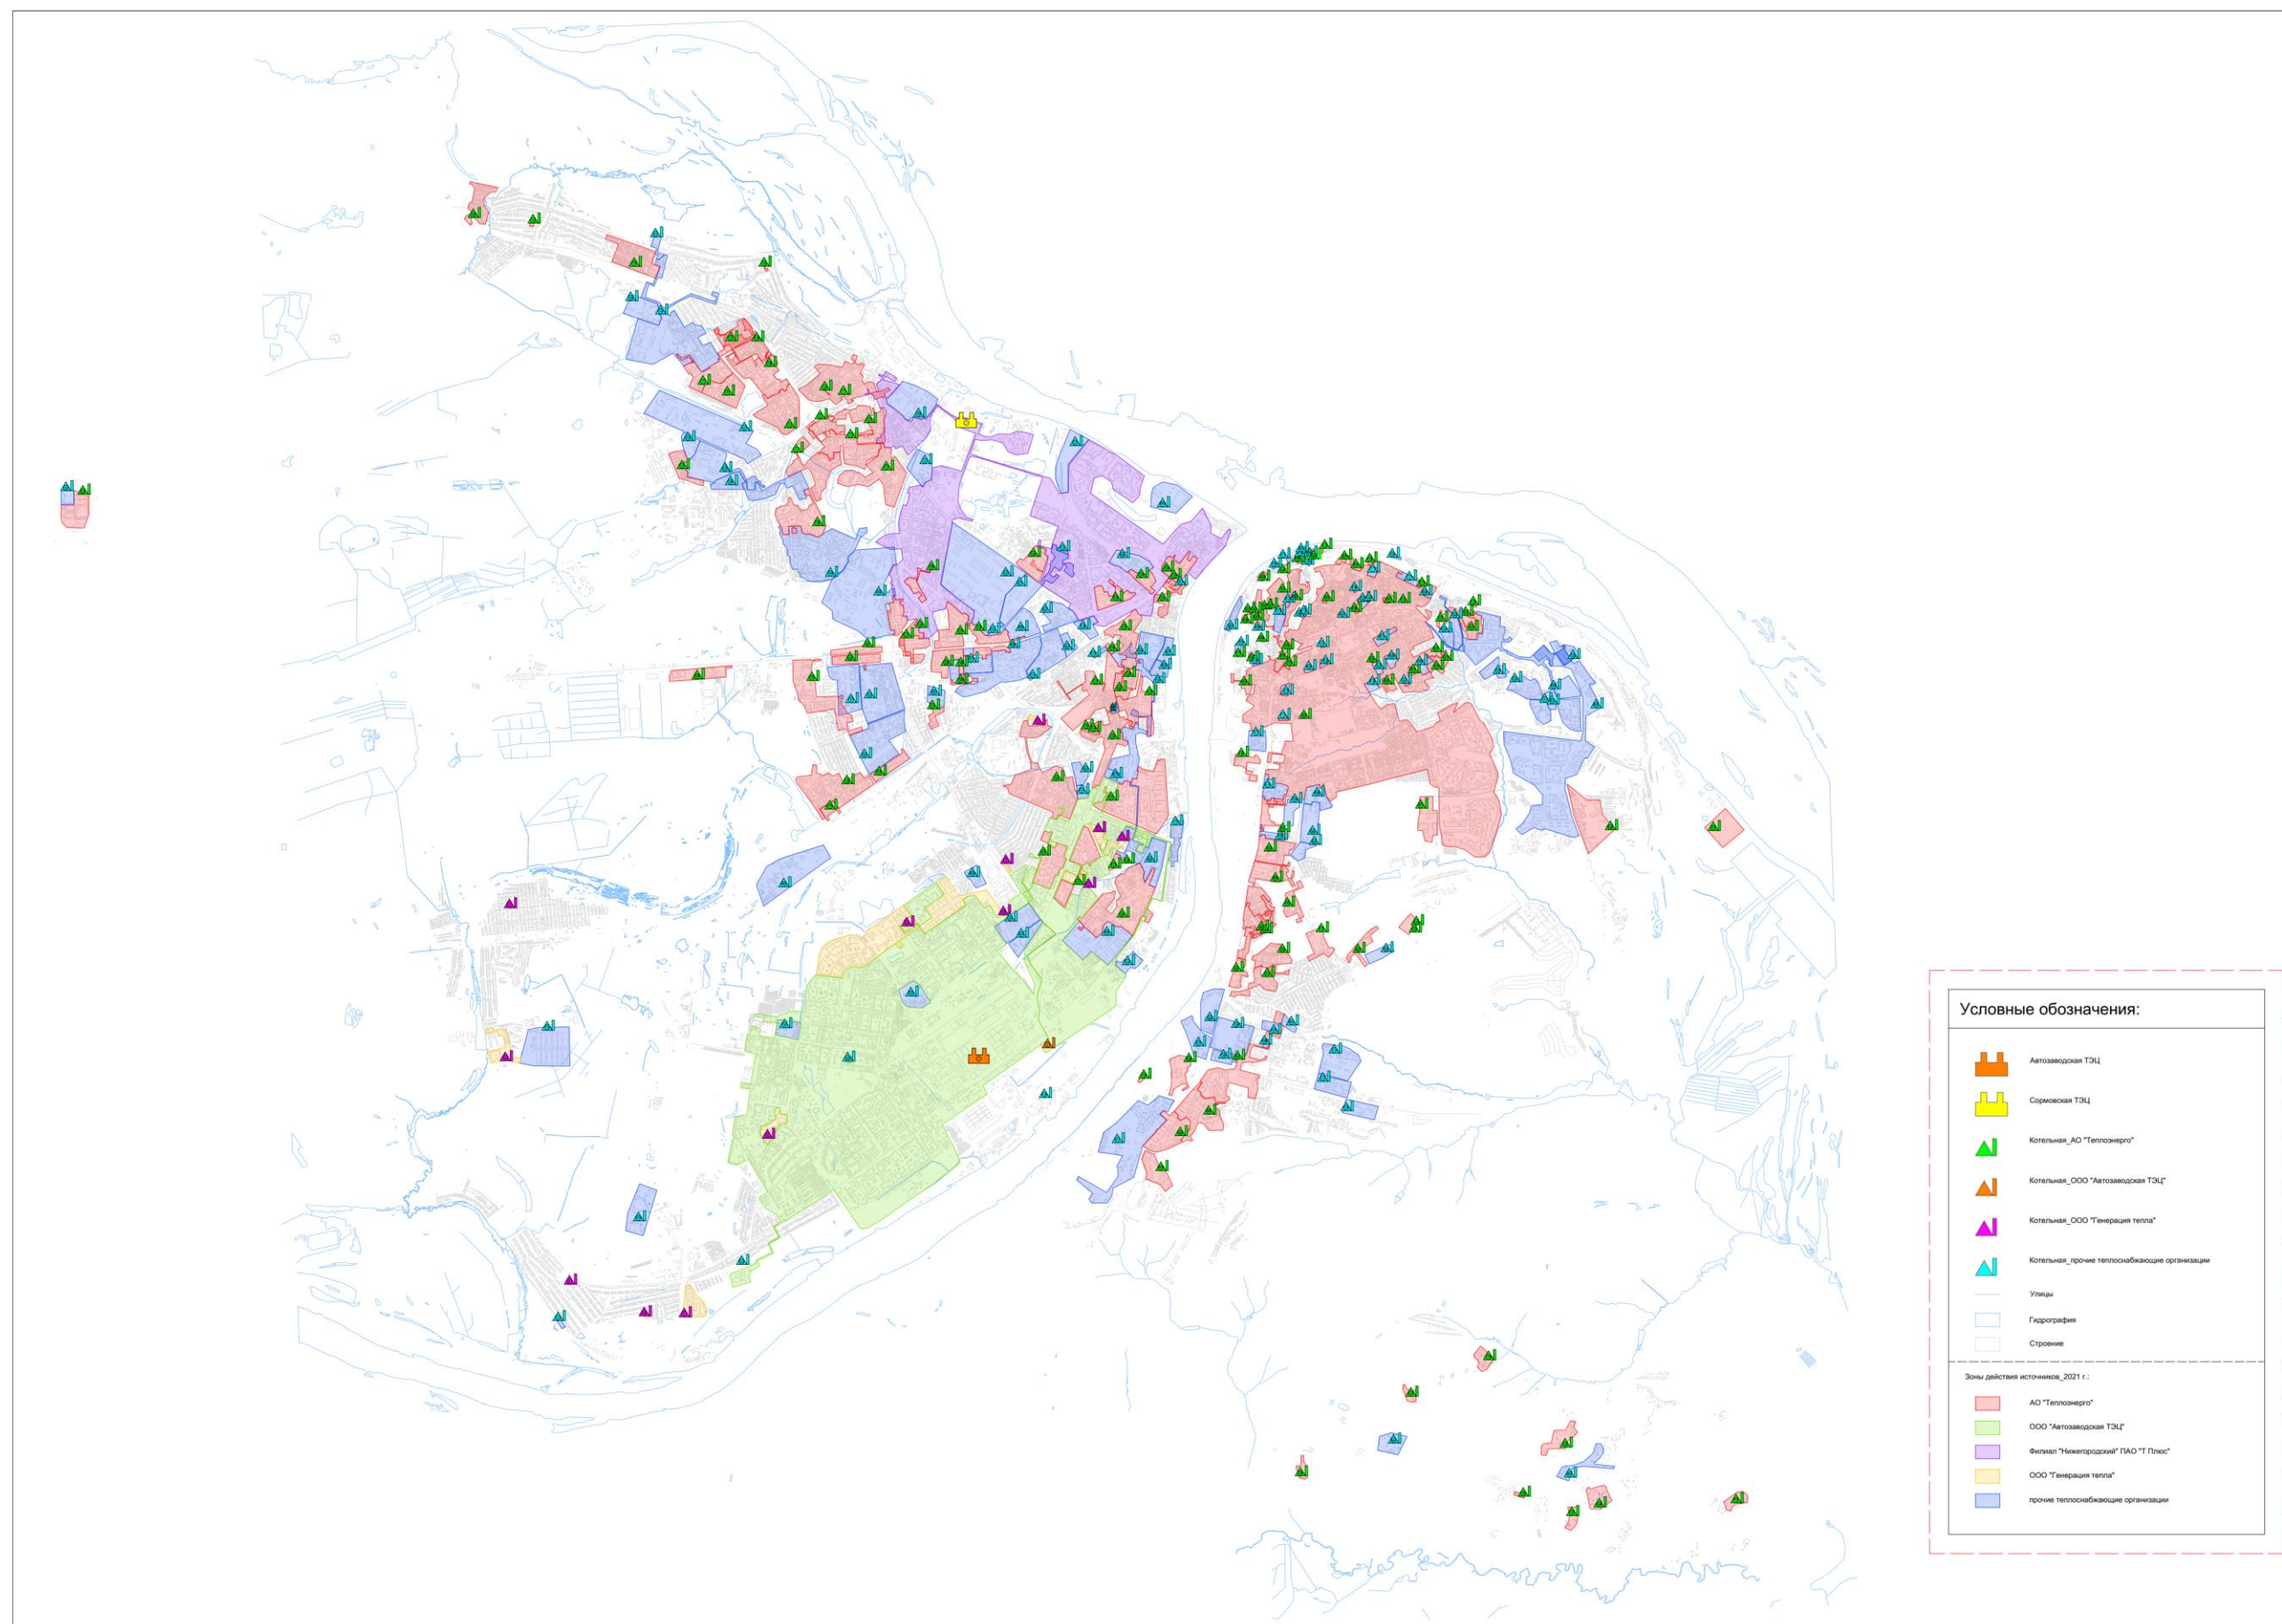 Условные обозначения:
Автозаводская ТЭЦ
Сормовская ТЭЦ
Котельная_АО "Теплоэнерго"
Котельная_ООО "Автозаводская ТЭЦ"
Котельная_ООО "Генерация тепла"
Котельная_прочие теплоснабжающие организации
Улицы
Гидрография
Строение
Зоны действия источников_2021 г.:
АО "Теплоэнерго"
ООО "Автозаводская ТЭЦ"
Филиал "Нижегородский" ПАО "Т Плюс"
ООО "Генерация тепла"
прочие теплоснабжающие организации